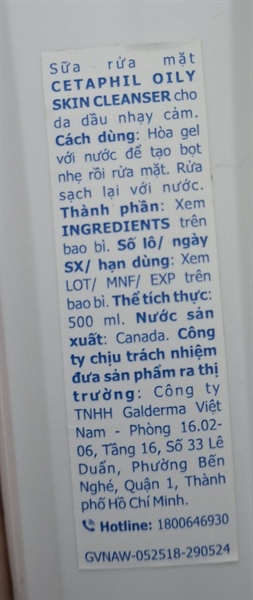 Sữa rửa mặt
CETAPHIL OILY
SKIN CLEANSER cho
da dầu nhạy cảm.
Cách dùng: Hòa gel
với nước để tạo bọt
nhẹ rồi rửa mặt. Rửa
sạch lại với nước.
Thành phần: Xem
INGREDIENTS trên
bao bì. Số lô/ ngày
SX/ hạn dùng: Xem
LOT/ MNF/ EXP trên
bao bì. Thể tích thực:
500 ml. Nước sản
xuất: Canada. Công
ty chịu trách nhiệm
đưa sản phẩm ra thị
trường: Công ty
TNHH Galderma Việt
Nam - Phòng 16.02-
06, Tầng 16, Số 33 Lê
Duẩn, Phường Bến
Nghé, Quận 1, Thành
phố Hồ Chí Minh.
Hotline: 1800646930
GVNAW-052518-290524